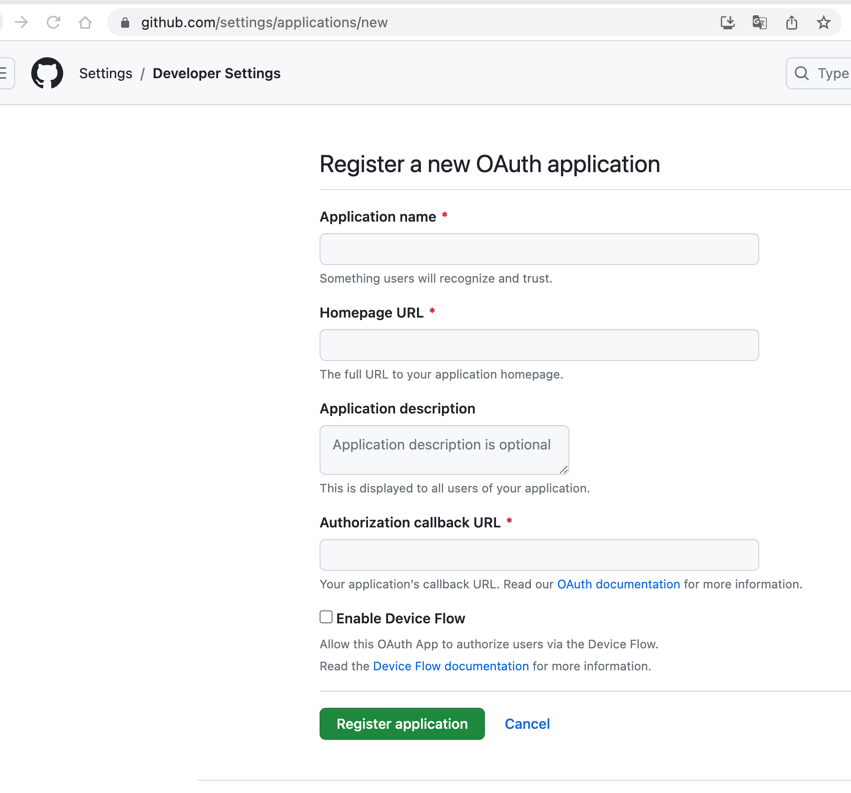 github.com/settings/applications/new
Settings / Developer Settings
Type
Register a new OAuth application
Application name *
Something users will recognize and trust.
Homepage URL *
The full URL to your application homepage.
Application description
Application description is optional
This is displayed to all users of your application.
Authorization callback URL *
Your application’s callback URL. Read our OAuth documentation for more information.
Enable Device Flow
Allow this OAuth App to authorize users via the Device Flow.
Read the Device Flow documentation for more information.
Register application Cancel